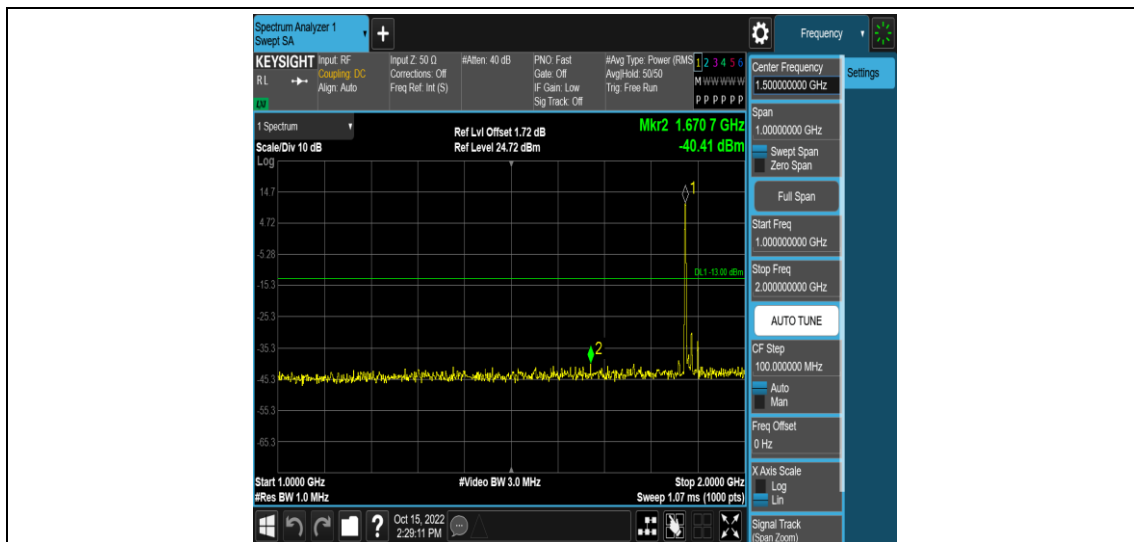 Spectrum Analyzer 1
Swept SA
+
Frequency
KEYSIGHT
RL
LXI
Input: RF
Coupling: DC
Align: Auto
Input Z: 50 Ω
Corrections: Off
Freq Ref: Int (S)
#Atten: 40 dB
PNO: Fast
Gate: Off
IF Gain: Low
Sig Track: Off
#Avg Type: Power (RMS
Avg|Hold: 50/50
Trig: Free Run
1 2 3 4 5 6
M W W W W W
P P P P P P
1 Spectrum
Scale/Div 10 dB
Log
Ref Lvl Offset 1.72 dB
Ref Level 24.72 dBm
Mkr2 1.670 7 GHz
-40.41 dBm
14.7
4.72
-5.28
-15.3
-25.3
-35.3
-45.3
-55.3
-65.3
1
DL1 -13.00 dBm
2
Start 1.0000 GHz
#Res BW 1.0 MHz
#Video BW 3.0 MHz
Stop 2.0000 GHz
Sweep 1.07 ms (1000 pts)
?
Oct 15, 2022
2:29:11 PM
Center Frequency
1.500000000 GHz
Settings
Span
1.00000000 GHz
Swept Span
Zero Span
Full Span
Start Freq
1.000000000 GHz
Stop Freq
2.000000000 GHz
AUTO TUNE
CF Step
100.000000 MHz
Auto
Man
Freq Offset
0 Hz
X Axis Scale
Log
Lin
Signal Track
(Span Zoom)